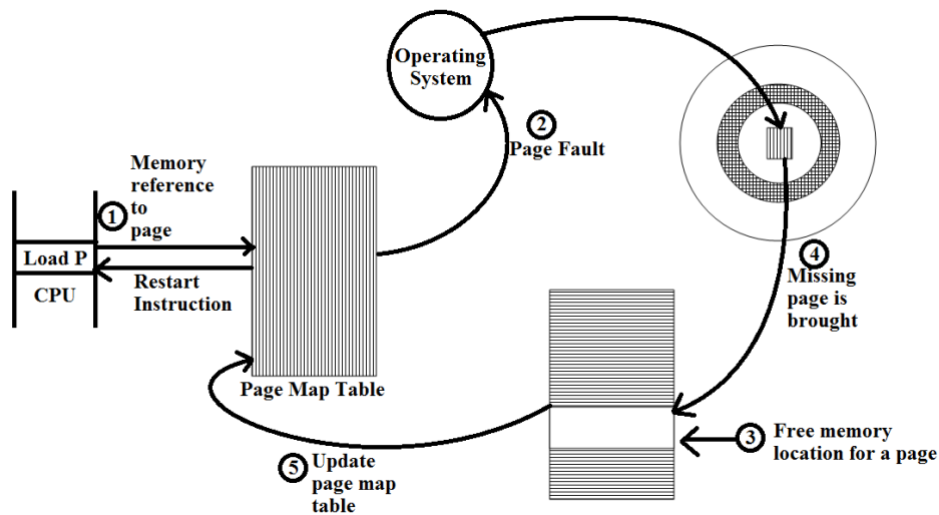 Operating
System
2
Page Fault
Memory
reference
to
page
1
Load P
CPU
Restart
Instruction
Page Map Table
4
Missing
page is
brought
3
Free memory
location for a page
5
Update
page map
table